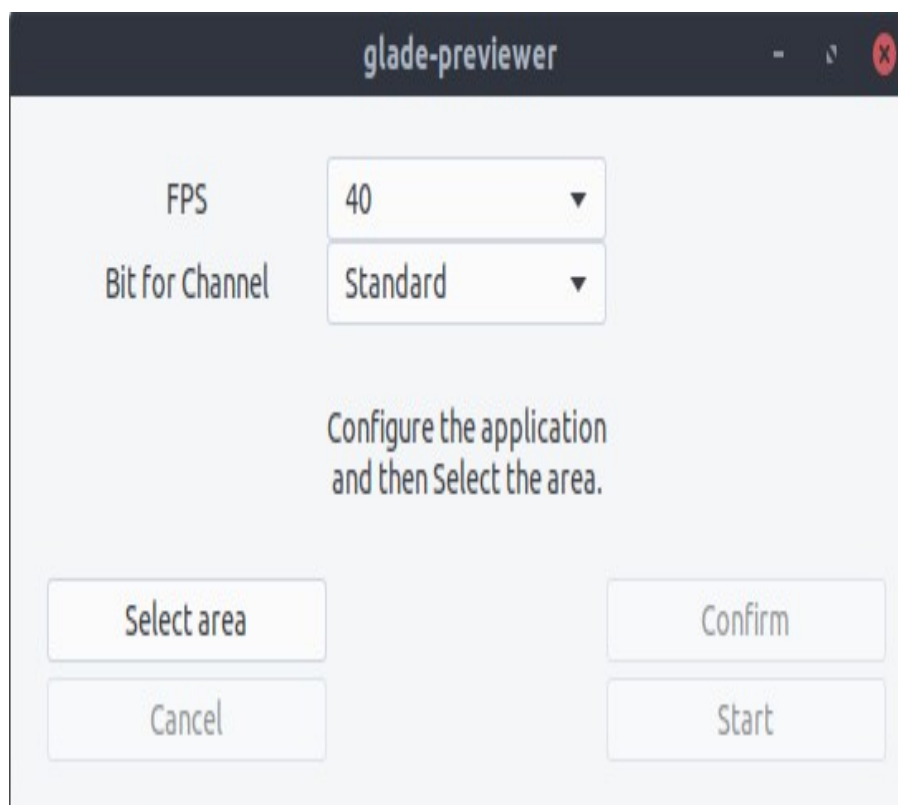 glade-previewer
FPS
40
Bit for Channel
Standard
Configure the application
and then Select the area.
Select area
Confirm
Cancel
Start